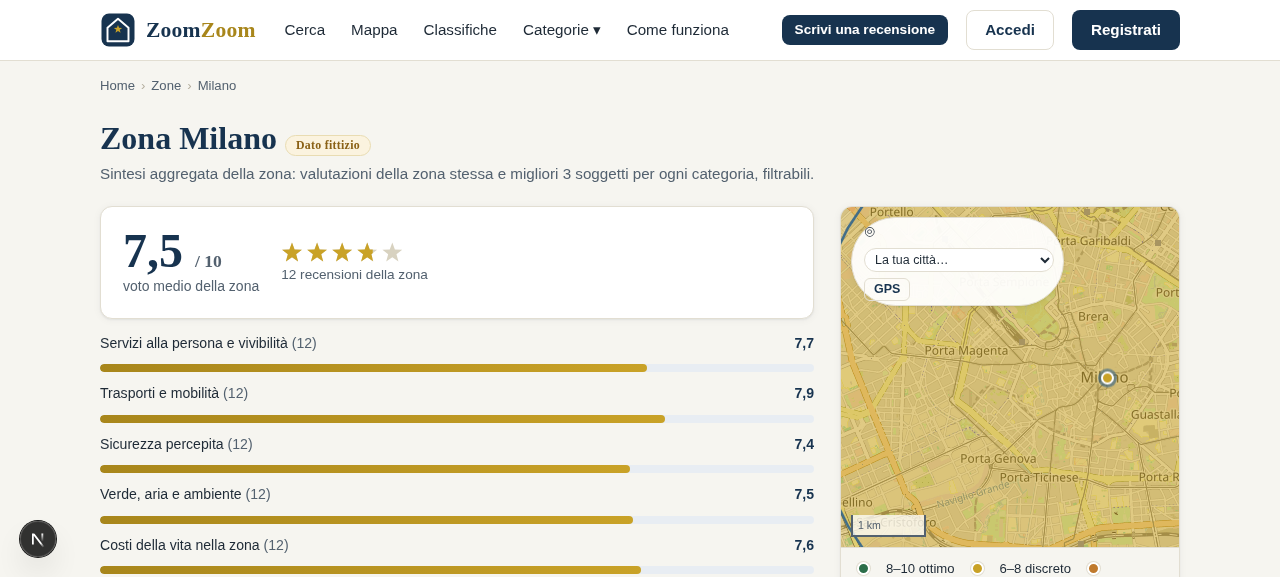 ZoomZoom
Cerca
Mappa
Classifiche
Categorie ▾
Come funziona
Scrivi una recensione
Accedi
Registrati
Home › Zone › Milano
Zona Milano
Dato fittizio
Sintesi aggregata della zona: valutazioni della zona stessa e migliori 3 soggetti per ogni categoria, filtrabili.
7,5 / 10
voto medio della zona
12 recensioni della zona
Servizi alla persona e vivibilità (12) 7,7
Trasporti e mobilità (12) 7,9
Sicurezza percepita (12) 7,4
Verde, aria e ambiente (12) 7,5
Costi della vita nella zona (12) 7,6
Portello
◎
La tua città…
GPS
Brera
Porta Magenta
Milano
Guastalla
Porta Genova
Porta Ticinese
Porta R
Naviglio Grande
1 km
8–10 ottimo
6–8 discreto
N